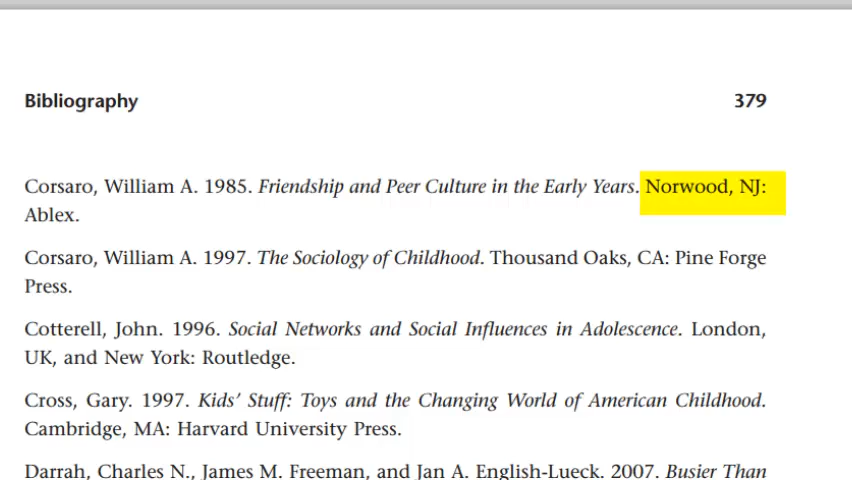 Bibliography 379
Corsaro, William A. 1985. Friendship and Peer Culture in the Early Years. Norwood, NJ:
Ablex.
Corsaro, William A. 1997. The Sociology of Childhood. Thousand Oaks, CA: Pine Forge
Press.
Cotterell, John. 1996. Social Networks and Social Influences in Adolescence. London,
UK, and New York: Routledge.
Cross, Gary. 1997. Kids’ Stuff: Toys and the Changing World of American Childhood.
Cambridge, MA: Harvard University Press.
Darrah, Charles N., James M. Freeman, and Jan A. English-Lueck. 2007. Busier Than